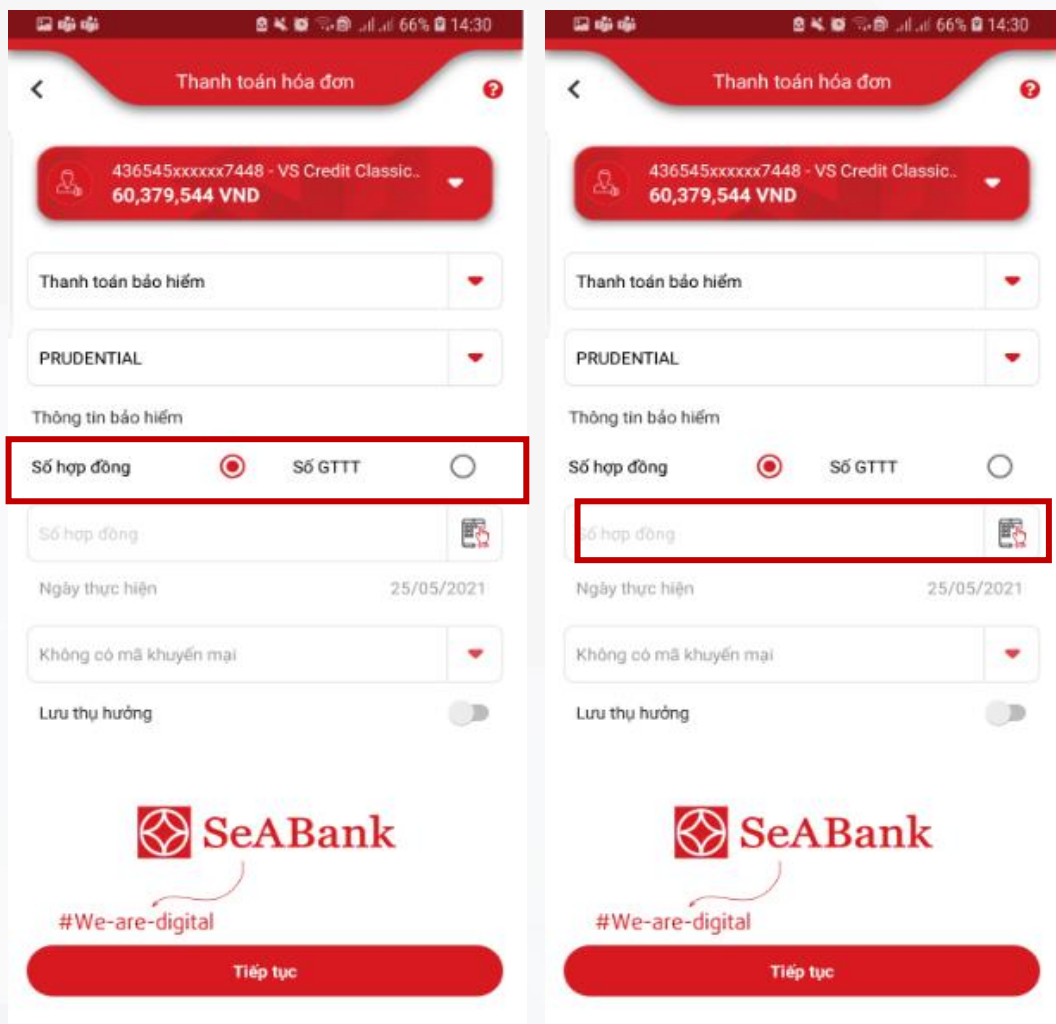 66% 14:30
Thanh toán hóa đơn
436545xxxxxx7448 - VS Credit Classic..
60,379,544 VND
Thanh toán bảo hiểm
PRUDENTIAL
Thông tin bảo hiểm
Số hợp đồng Số GTTT
Số hợp đồng
Ngày thực hiện 25/05/2021
Không có mã khuyến mại
Lưu thụ hưởng
SeABank
#We-are-digital
Tiếp tục
66% 14:30
Thanh toán hóa đơn
436545xxxxxx7448 - VS Credit Classic..
60,379,544 VND
Thanh toán bảo hiểm
PRUDENTIAL
Thông tin bảo hiểm
Số hợp đồng Số GTTT
Số hợp đồng
Ngày thực hiện 25/05/2021
Không có mã khuyến mại
Lưu thụ hưởng
SeABank
#We-are-digital
Tiếp tục